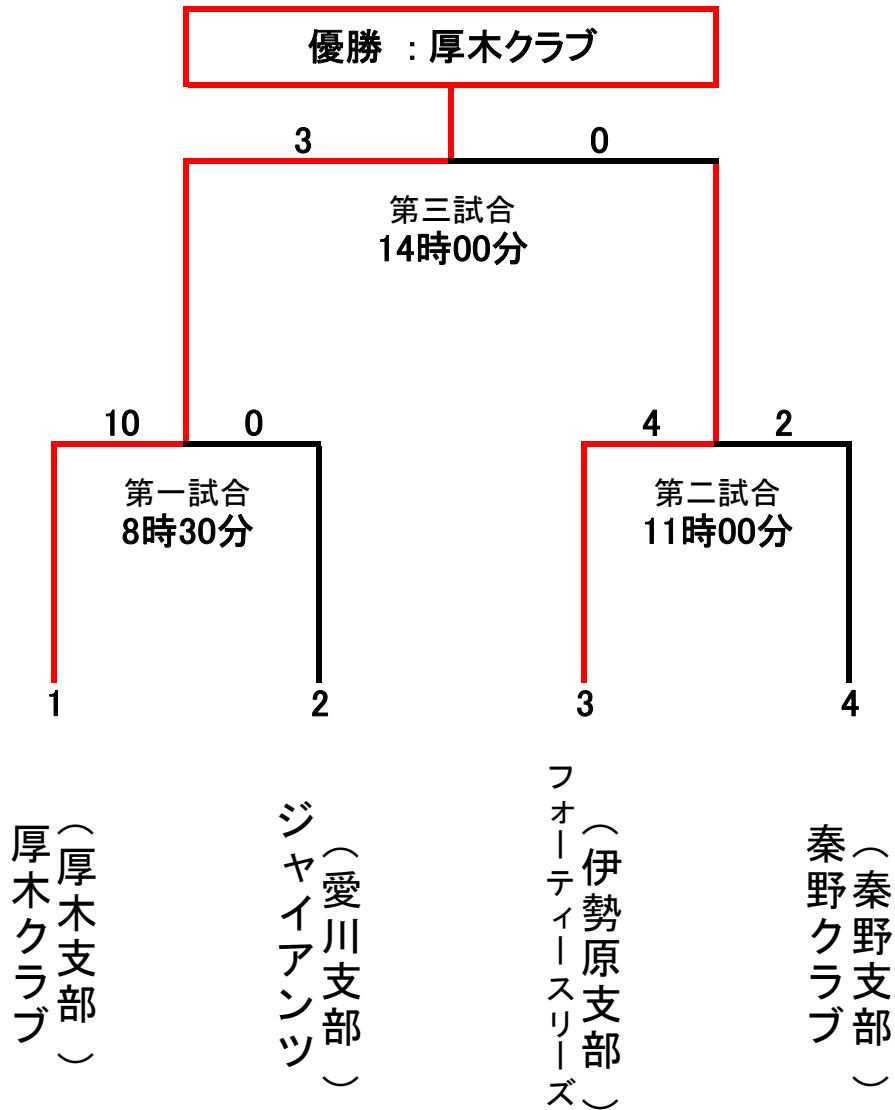 優勝 ：厚木クラブ
3
0
第三試合
14時00分
10
0
4
2
第一試合
8時30分
第二試合
11時00分
1
2
3
4
厚木クラブ
（厚木支部）
ジャイアンツ
（愛川支部）
フォーティースリーズ
（伊勢原支部）
秦野クラブ
（秦野支部）